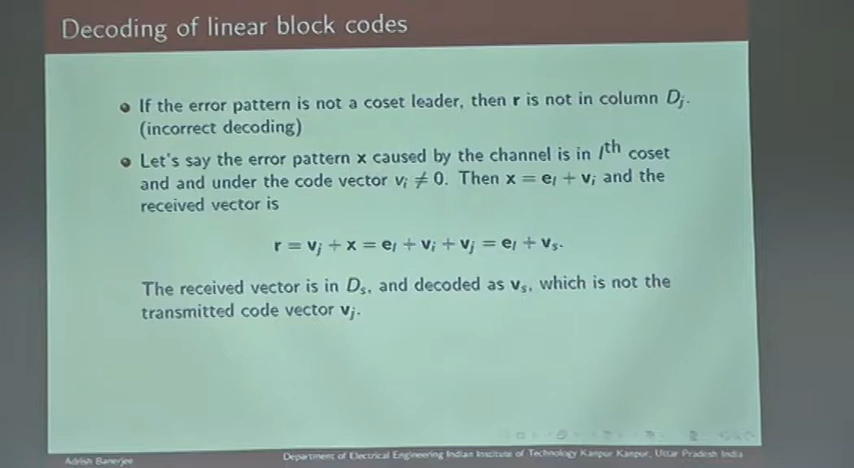 Decoding of linear block codes
If the error pattern is not a coset leader, then r is not in column Dⱼ.
(incorrect decoding)
Let's say the error pattern x caused by the channel is in lᵗʰ coset
and and under the code vector vᵢ ≠ 0. Then x = eₗ + vᵢ and the
received vector is
r = vⱼ + x = eₗ + vᵢ + vⱼ = eₗ + vₛ.
The received vector is in Dₛ, and decoded as vₛ, which is not the
transmitted code vector vⱼ.
Adrish Banerjee
Department of Electrical Engineering Indian Institute of Technology Kanpur Kanpur, Uttar Pradesh India